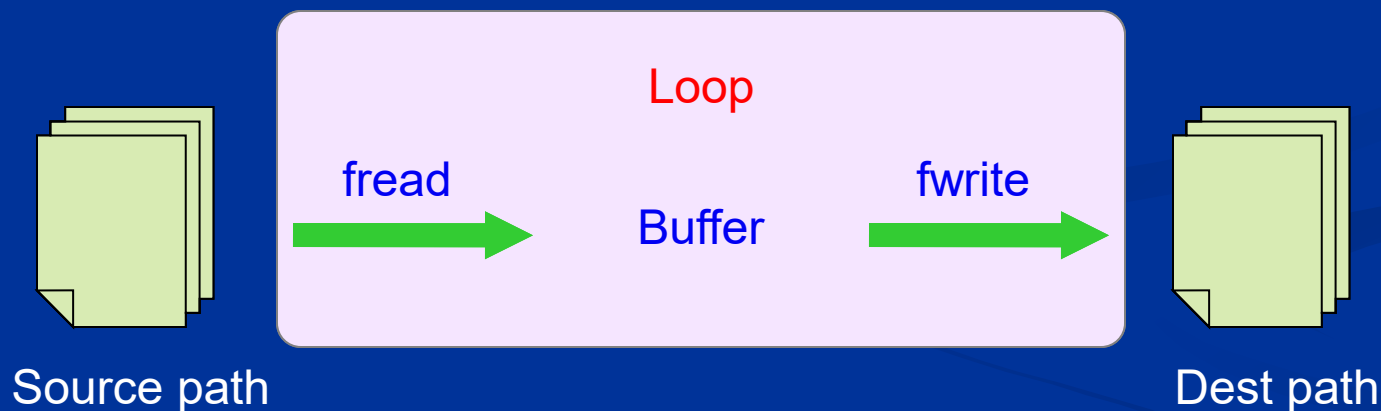 Loop
fread
fwrite
Buffer
Source path
Dest path